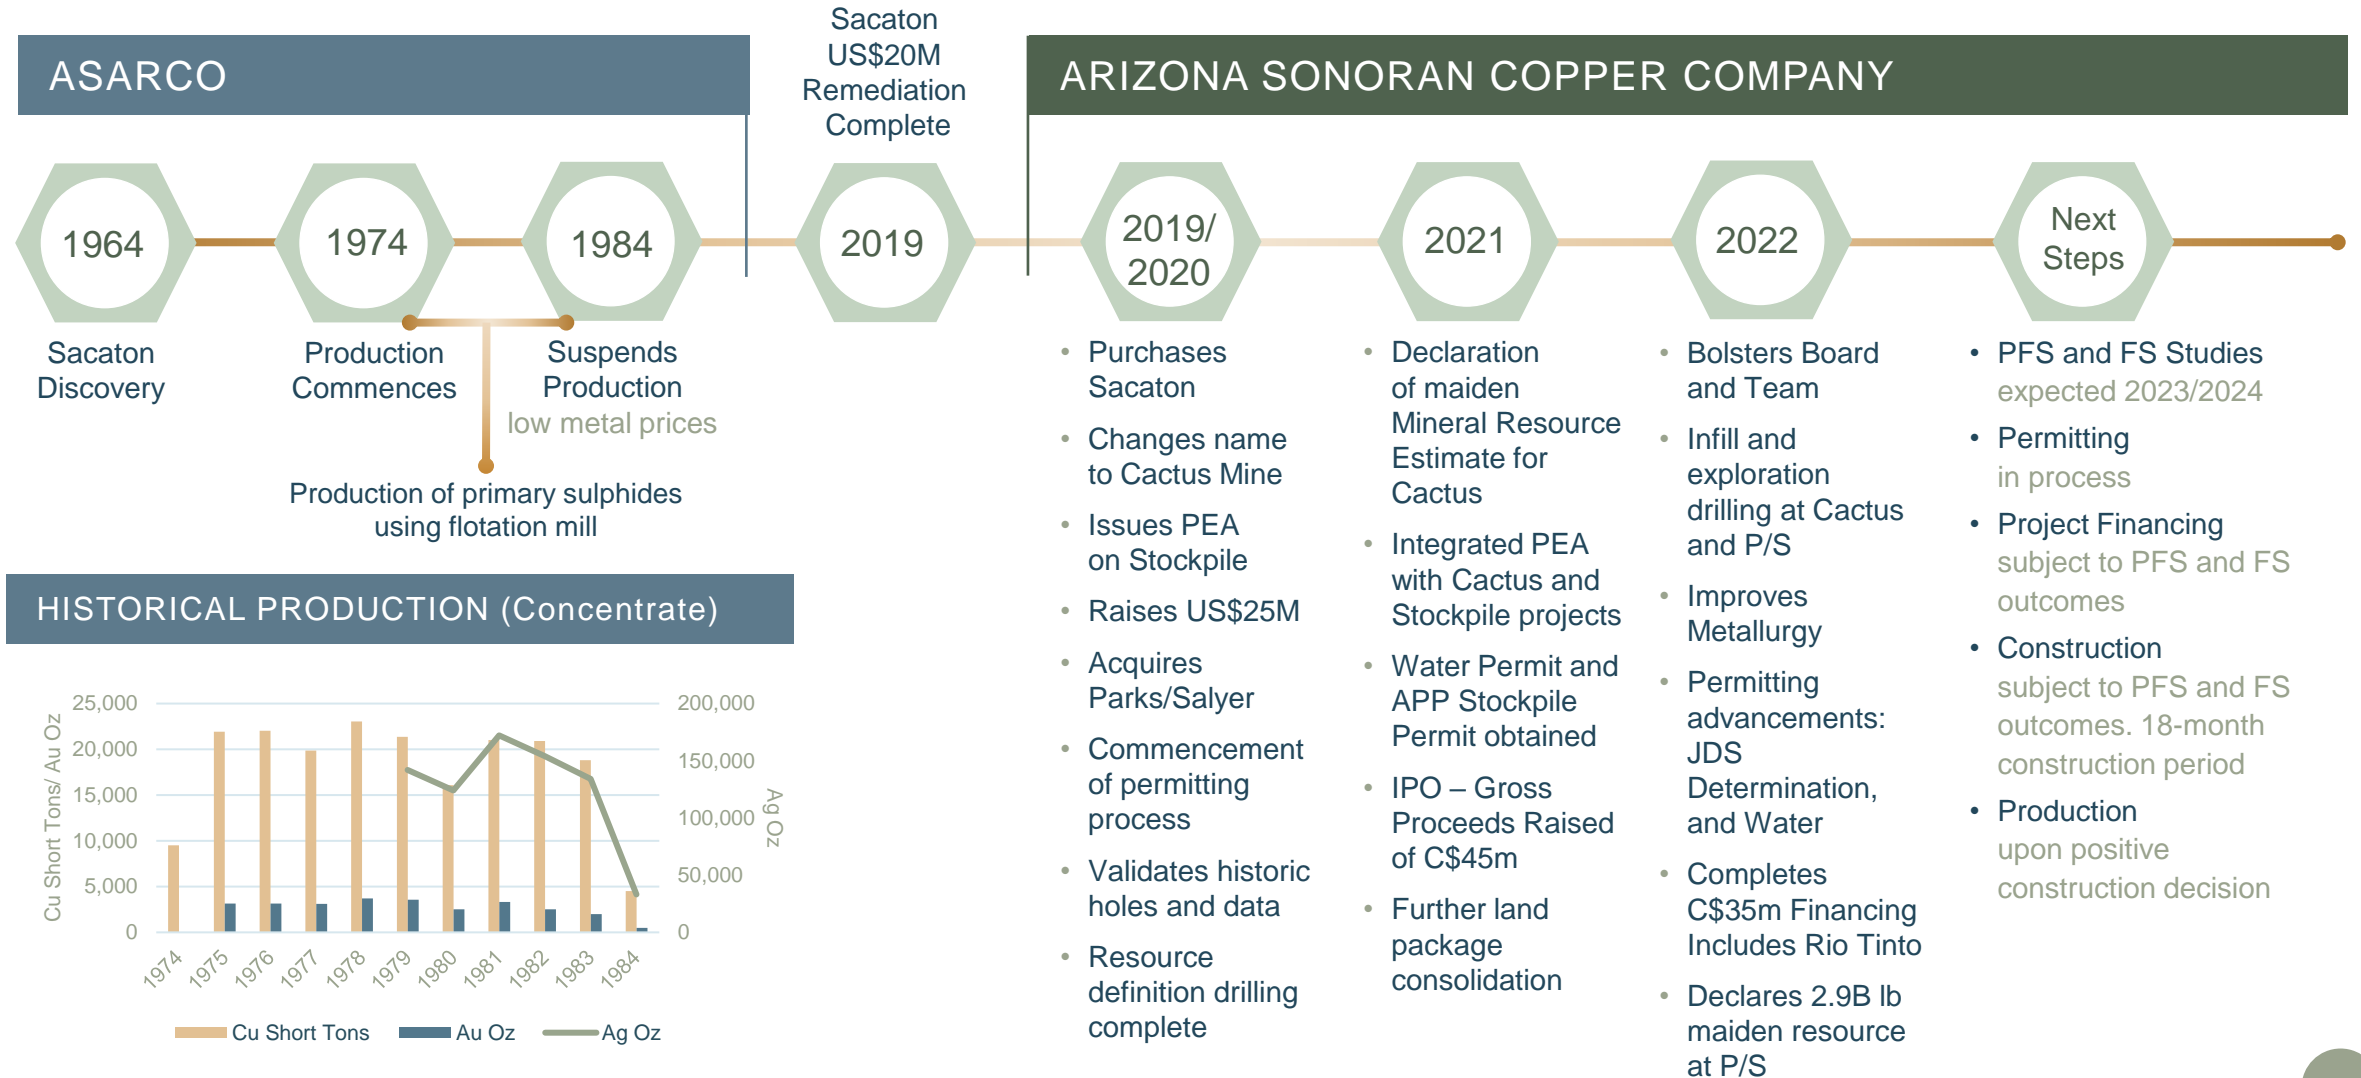 Sacaton
US$20M
Remediation
Complete
ASARCO
ARIZONA SONORAN COPPER COMPANY
1964
1974
1984
2019
2019/
2020
2021
2022
Next
Steps
Sacaton
Discovery
Production
Commences
Suspends
Production
low metal prices
Production of primary sulphides
using flotation mill
• Purchases
Sacaton
• Changes name
to Cactus Mine
• Issues PEA
on Stockpile
• Raises US$25M
• Acquires
Parks/Salyer
• Commencement
of permitting
process
• Validates historic
holes and data
• Resource
definition drilling
complete
• Declaration
of maiden
Mineral Resource
Estimate for
Cactus
• Integrated PEA
with Cactus and
Stockpile projects
• Water Permit and
APP Stockpile
Permit obtained
• IPO – Gross
Proceeds Raised
of C$45m
• Further land
package
consolidation
• Bolsters Board
and Team
• Infill and
exploration
drilling at Cactus
and P/S
• Improves
Metallurgy
• Permitting
advancements:
JDS
Determination,
and Water
• Completes
C$35m Financing
Includes Rio Tinto
• Declares 2.9B lb
maiden resource
at P/S
• PFS and FS Studies
expected 2023/2024
• Permitting
in process
• Project Financing
subject to PFS and FS
outcomes
• Construction
subject to PFS and FS
outcomes. 18-month
construction period
• Production
upon positive
construction decision
HISTORICAL PRODUCTION (Concentrate)
Cu Short Tons/ Au Oz
25,000
20,000
15,000
10,000
5,000
0
200,000
150,000
100,000
50,000
0
Ag Oz
1974
1975
1976
1977
1978
1979
1980
1981
1982
1983
1984
Cu Short Tons
Au Oz
Ag Oz